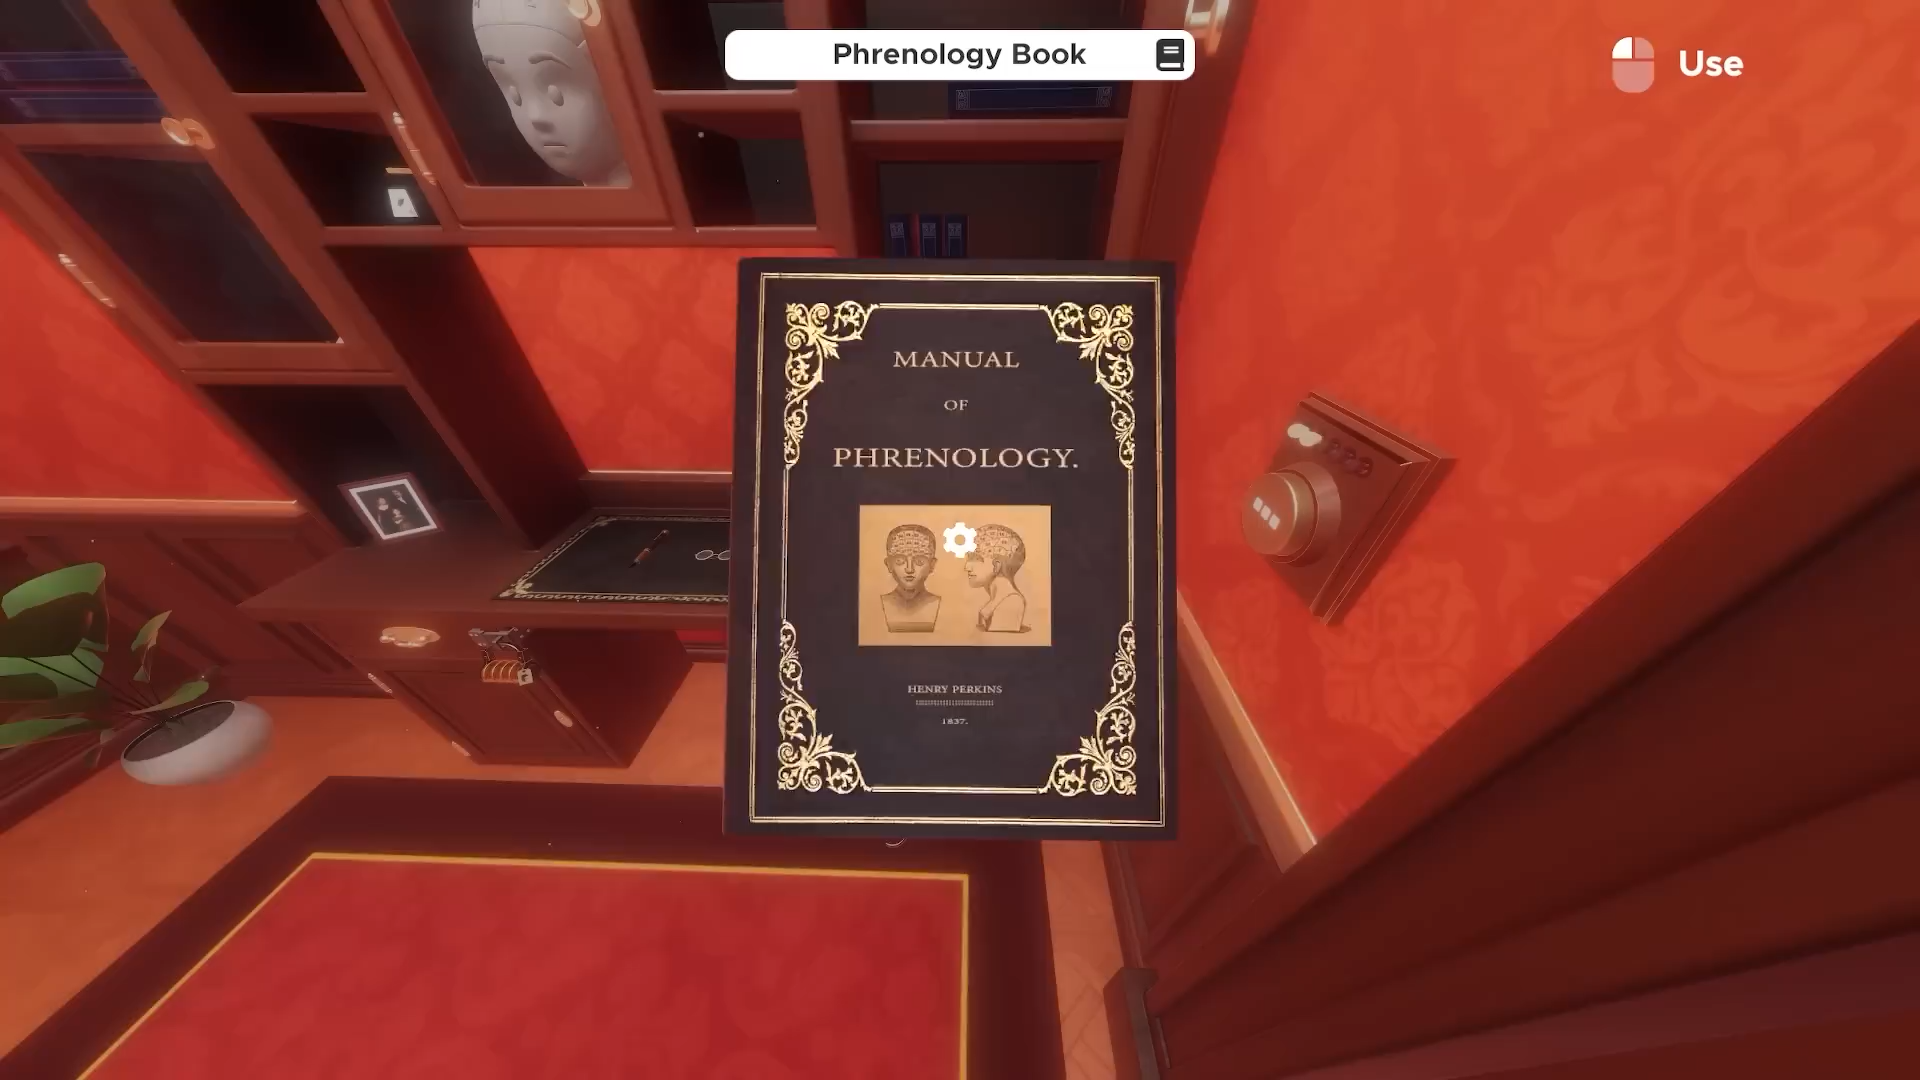 Phrenology Book
Use
MANUAL
OF
PHRENOLOGY.
HENRY PERKINS
1837.